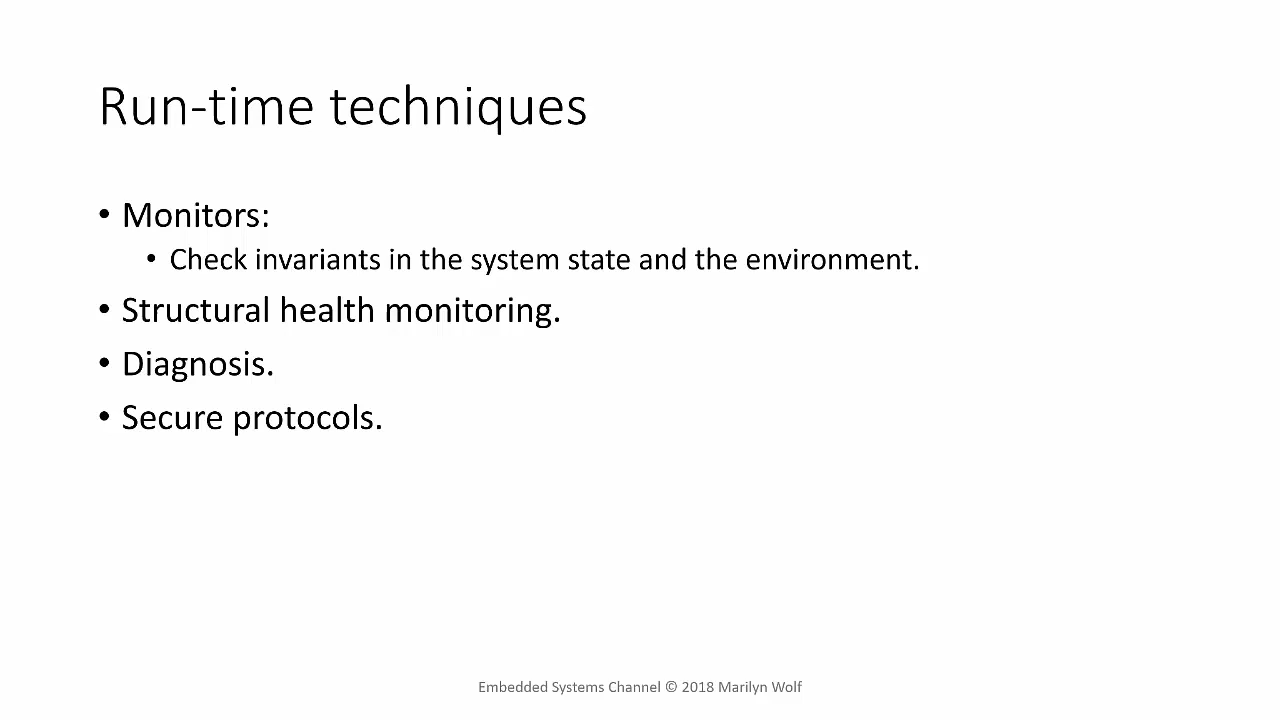 Run-time techniques
• Monitors:
• Check invariants in the system state and the environment.
• Structural health monitoring.
• Diagnosis.
• Secure protocols.
Embedded Systems Channel © 2018 Marilyn Wolf